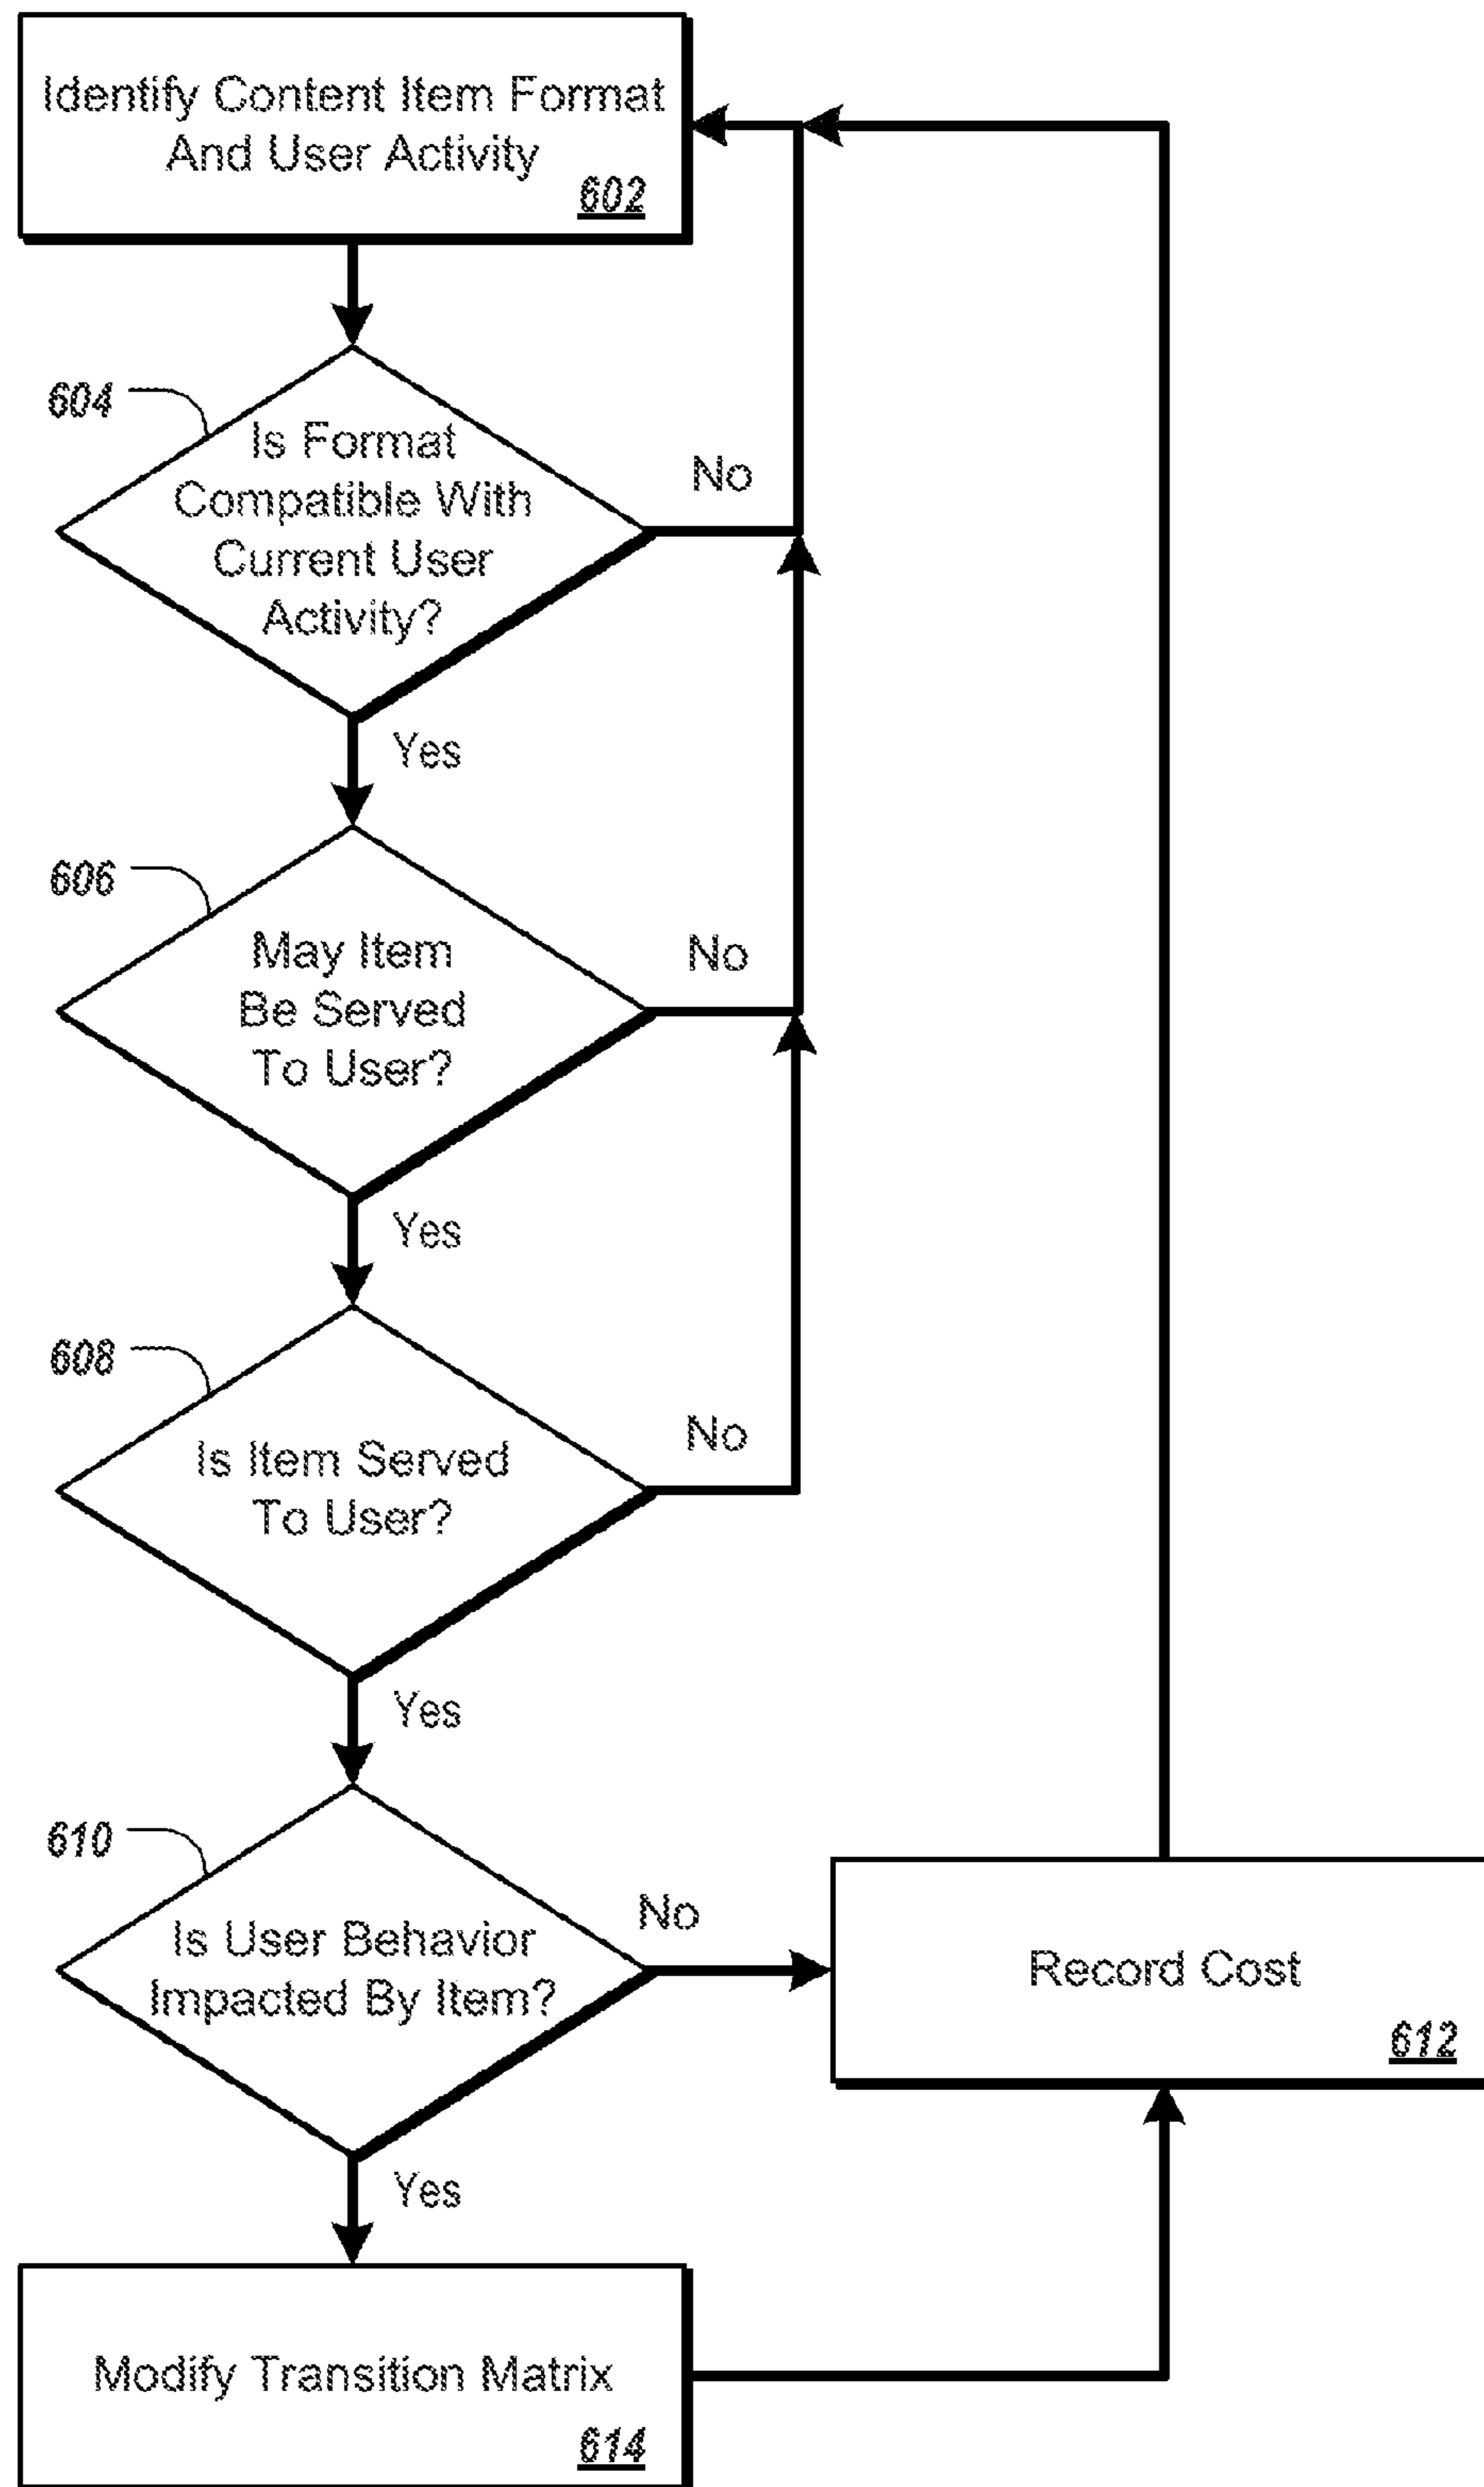 Identify Content Item Format
And User Activity
602
604
Is Format
Compatible With
Current User
Activity?
No
Yes
606
May Item
Be Served
To User?
No
Yes
608
Is Item Served
To User?
No
Yes
610
Is User Behavior
Impacted By Item?
No
Record Cost
612
Yes
Modify Transition Matrix
614